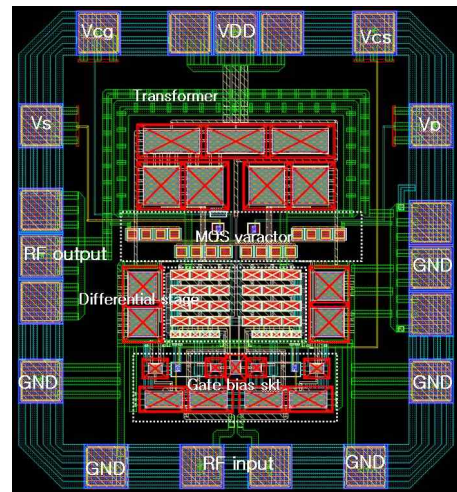 Vcg
VDD
Vcs
Transformer
Vs
Vp
MOS varactor
RF output
GND
Differential stage
GND
Gate bias skt
GND
GND
RF input
GND